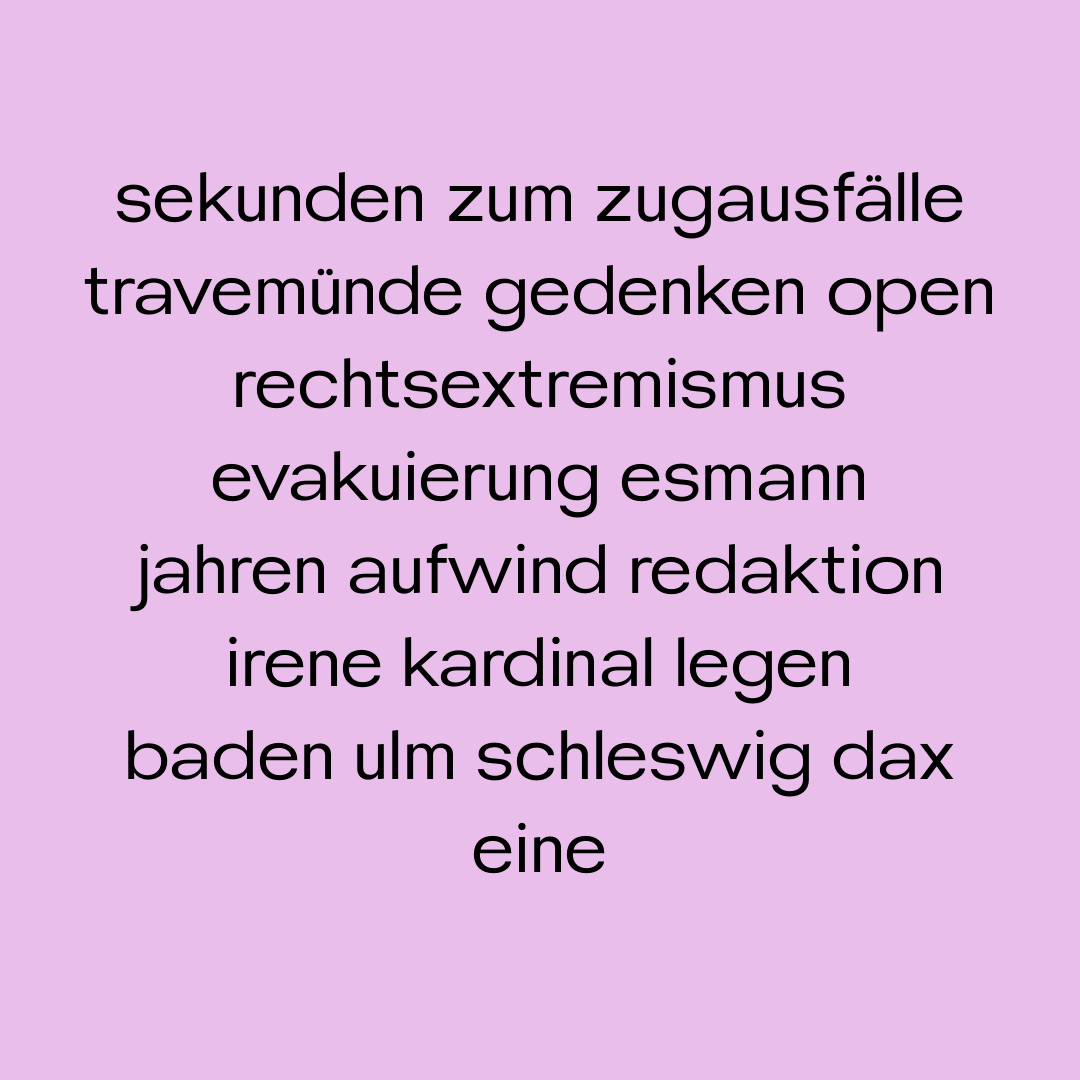 sekunden zum zugausfälle
travemünde gedenken open
rechtsextremismus
evakuierung esmann
jahren aufwind redaktion
irene kardinal legen
baden ulm schleswig dax
eine